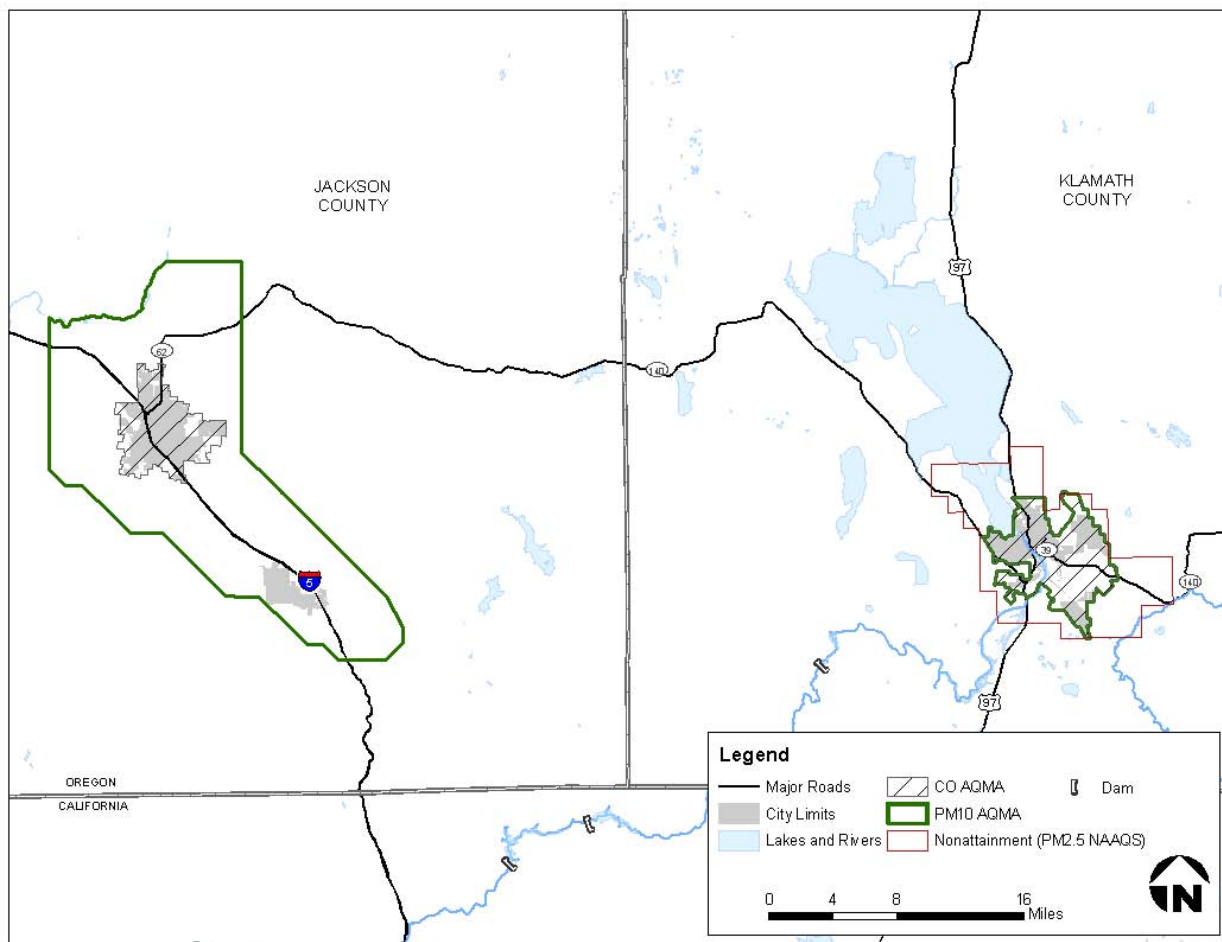 JACKSON
COUNTY
KLAMATH
COUNTY
97
62
140
5
39
140
97
OREGON
CALIFORNIA
Legend
Major Roads
City Limits
Lakes and Rivers
CO AQMA
PM10 AQMA
Nonattainment (PM2.5 NAAQS)
Dam
0 4 8 16
Miles
N